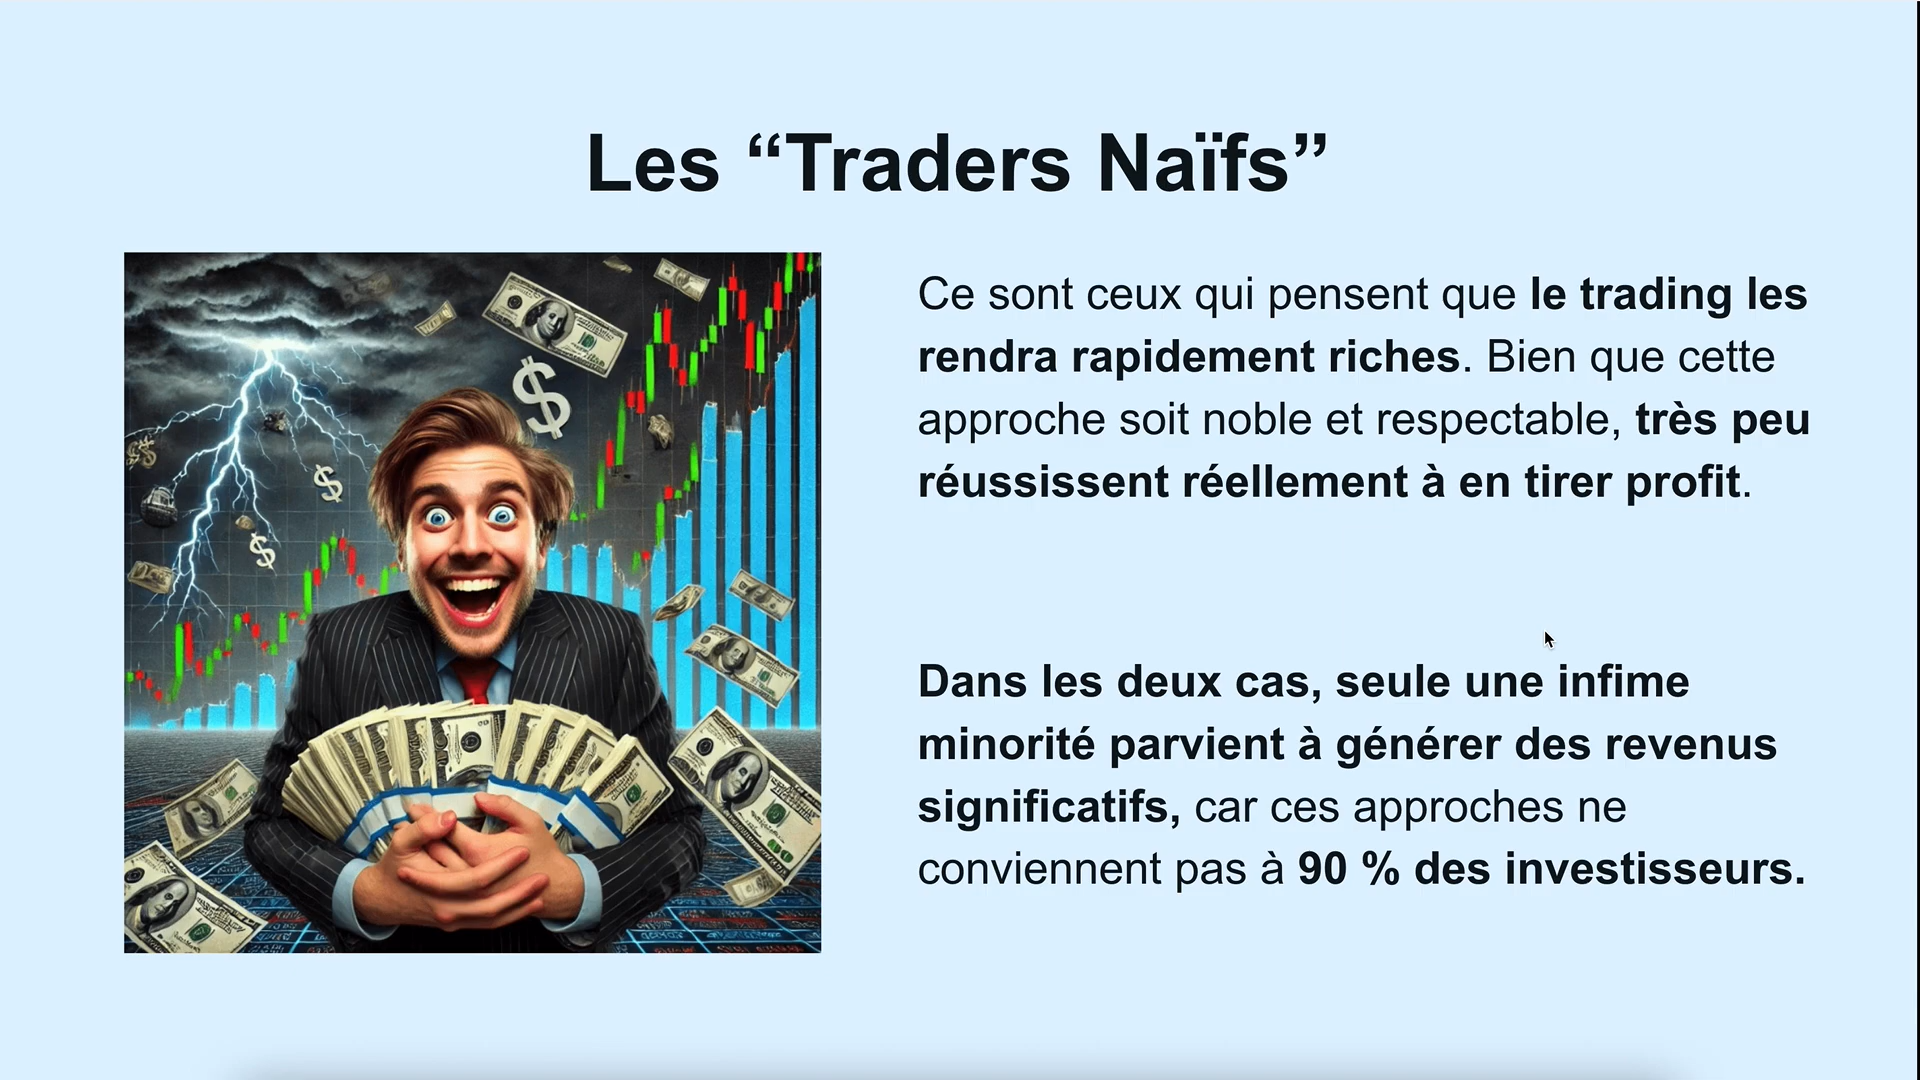 Les “Traders Naïfs”
Ce sont ceux qui pensent que le trading les
rendra rapidement riches. Bien que cette
approche soit noble et respectable, très peu
réussissent réellement à en tirer profit.
Dans les deux cas, seule une infime
minorité parvient à générer des revenus
significatifs, car ces approches ne
conviennent pas à 90 % des investisseurs.